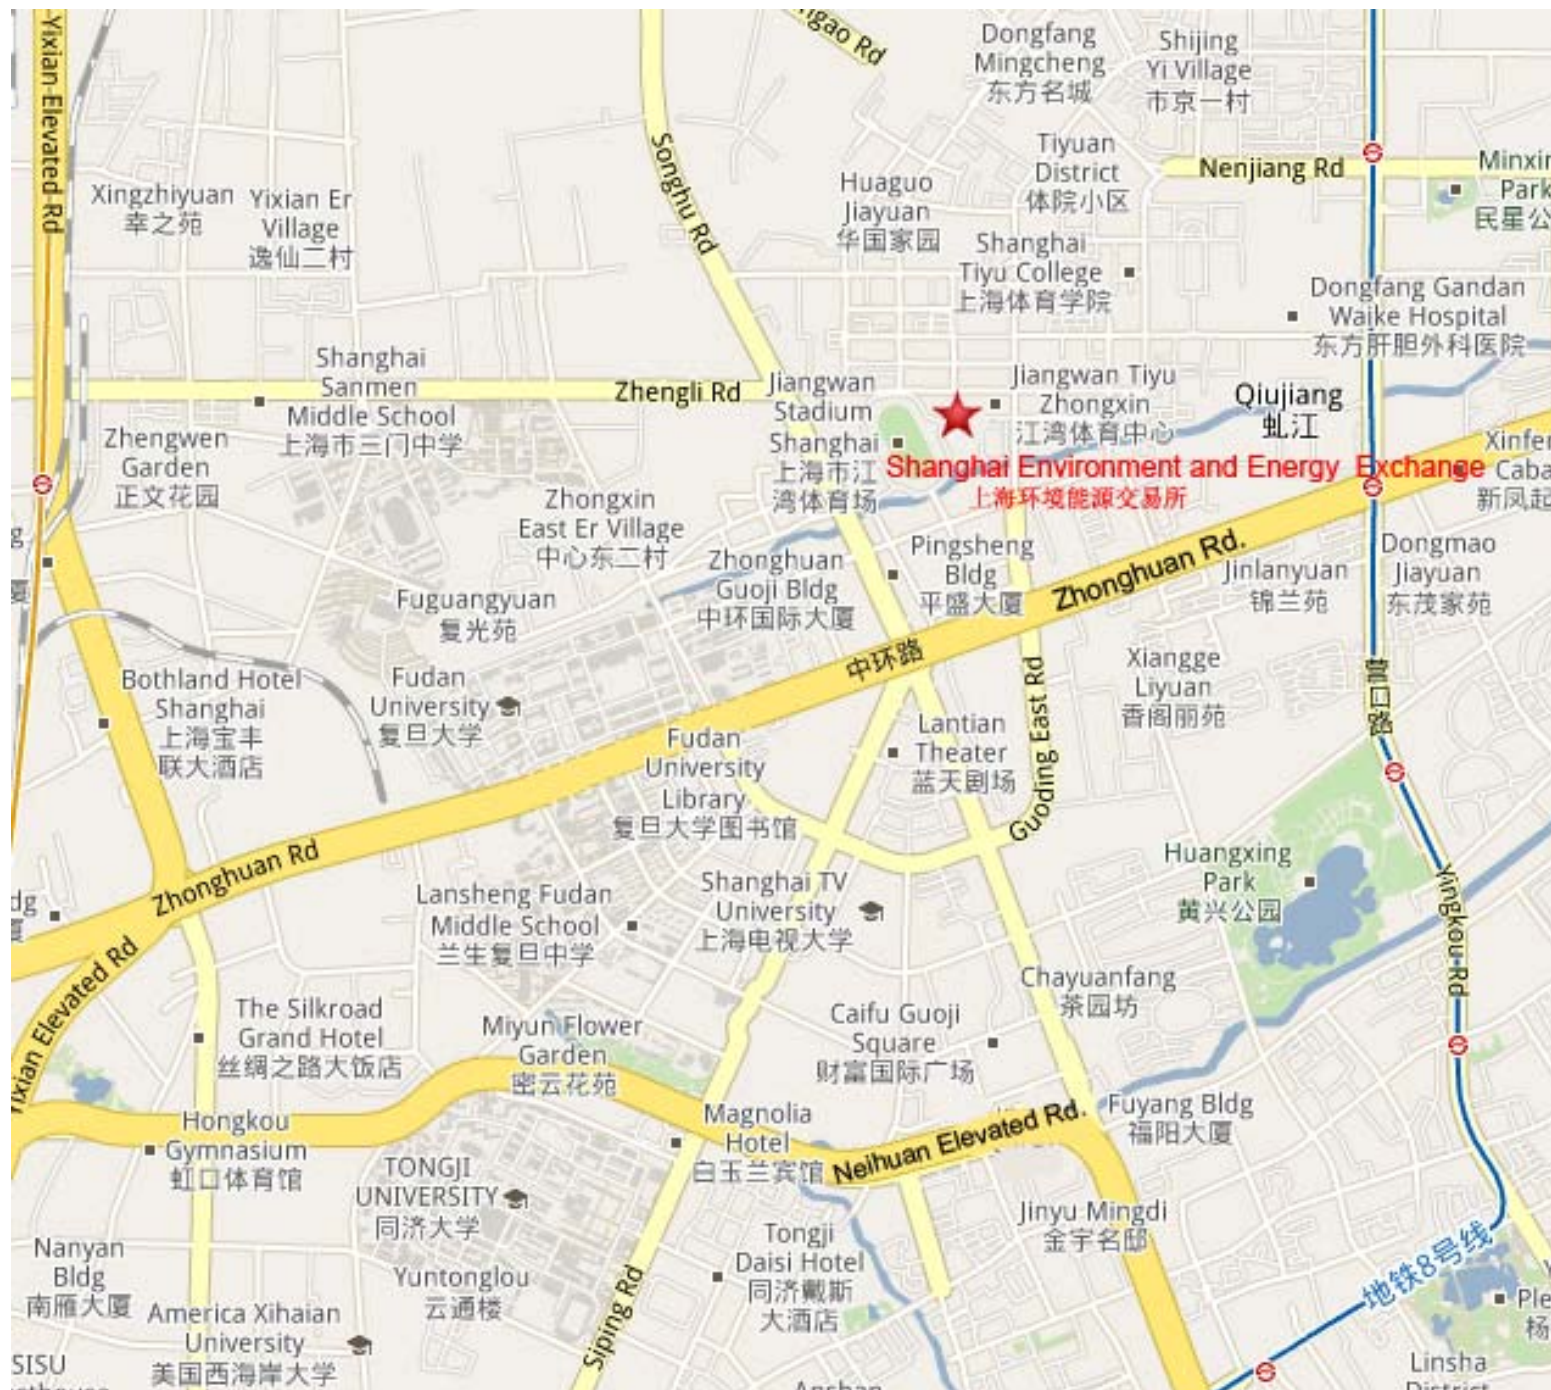 Yixian Elevated Rd
Dongfang
Mingcheng
东方名城
Shijing
Yi Village
市京一村
Songhu Rd
Tiyuan
District
体院小区
Nenjiang Rd
Xingzhiyuan
幸之苑
Yixian Er
Village
逸仙二村
Huaguo
Jiayuan
华国家园
Park
Shanghai
Tiyu College
上海体育学院
Dongfang Gandan
Waike Hospital
东方肝胆外科医院
Shanghai
Sanmen
Middle School
上海市三门中学
Zhengli Rd
Jiangwan
Stadium
Shanghai
上海市江
湾体育场
Jiangwan Tiyu
Zhongxin
江湾体育中心
Qiujiang
虬江
Zhengwen
Garden
正文花园
Shanghai Environment and Energy Exchange
上海环境能源交易所
Zhongxin
East Er Village
中心东二村
Zhonghuan
Guoji Bldg
中环国际大厦
Pingsheng
Bldg
平盛大厦
Zhonghuan Rd.
Jinlanyuan
锦兰苑
Dongmao
Jiayuan
东茂家苑
Fuguangyuan
复光苑
中环路
Bothland Hotel
Shanghai
上海宝丰
联大酒店
Fudan
University
复旦大学
Xiangge
Liyuan
香阁丽苑
Guoding East Rd
Fudan
University
Library
复旦大学图书馆
Lantian
Theater
蓝天剧场
Zhonghuan Rd
Huangxing
Park
黄兴公园
Yingkou Rd
Lansheng Fudan
Middle School
兰生复旦中学
Shanghai TV
University
上海电视大学
Yixian Elevated Rd
Chayuanfang
茶园坊
The Silkroad
Grand Hotel
丝绸之路大饭店
Miyun Flower
Garden
密云花苑
Caifu Guoji
Square
财富国际广场
Hongkou
Gymnasium
虹口体育馆
Magnolia
Hotel
白玉兰宾馆
Neihuan Elevated Rd.
Fuyang Bldg
福阳大厦
TONGJI
UNIVERSITY
同济大学
Jinyu Mingdi
金宇名邸
Nanyan
Bldg
南雁大厦
Yuntonglou
云通楼
Siping Rd
Tongji
Daisi Hotel
同济戴斯
大酒店
地铁8号线
America Xihaian
University
美国西海岸大学
SISU
Linsha